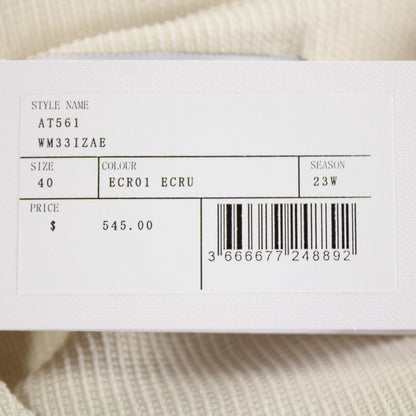 STYLE NAME
AT561
WM33IZAE
SIZE COLOUR SEASON
40 ECR01 ECRU 23W
PRICE
$ 545.00
3 666677 248892